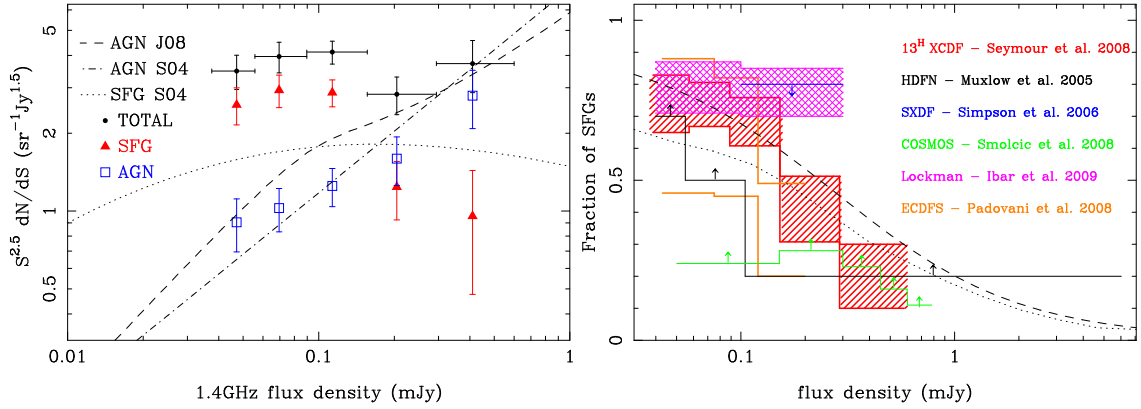 5
2
1
0.5
S^2.5 dN/dS (sr^−1Jy^1.5)
AGN J08
AGN S04
SFG S04
TOTAL
SFG
AGN
0.01
0.1
1
1.4GHz flux density (mJy)
1
0.5
0
Fraction of SFGs
13^H XCDF − Seymour et al. 2008
HDFN − Muxlow et al. 2005
SXDF − Simpson et al. 2006
COSMOS − Smolcic et al. 2008
Lockman − Ibar et al. 2009
ECDFS − Padovani et al. 2008
0.1
1
flux density (mJy)